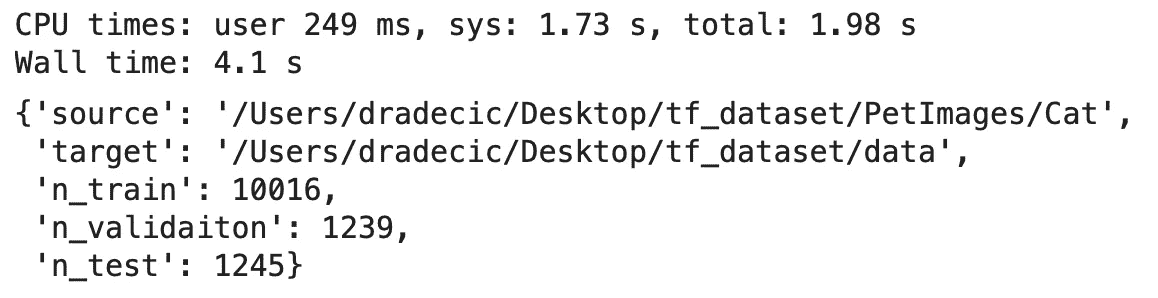 CPU times: user 249 ms, sys: 1.73 s, total: 1.98 s
Wall time: 4.1 s
{'source': '/Users/dradecic/Desktop/tf_dataset/PetImages/Cat',
'target': '/Users/dradecic/Desktop/tf_dataset/data',
'n_train': 10016,
'n_validaiton': 1239,
'n_test': 1245}